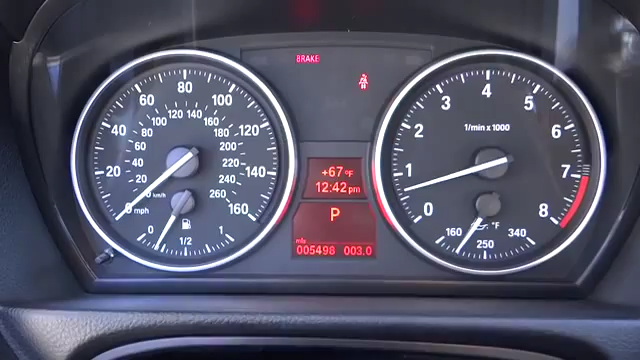 BRAKE
20 40 60 80 100 120 140 160
20 40 60 80 100 120 140 180 200 220 240 260
km/h
mph
0 1/2 1
+67°F
12:42 pm
P
mls
005498 003.0
0 1 2 3 4 5 6 7 8
1/min x 1000
160 250 340
°F